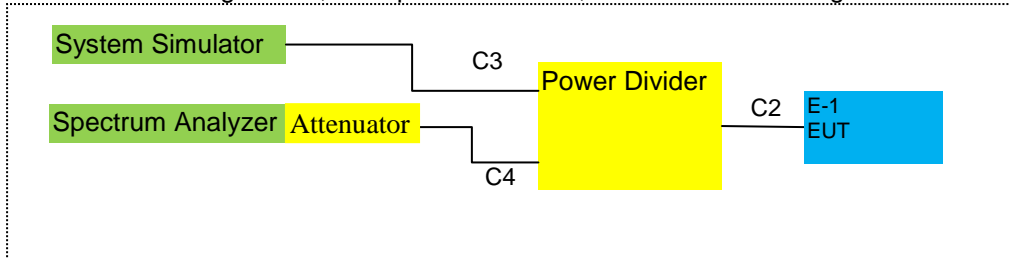 System Simulator
C3
Power Divider
C2
E-1
EUT
Spectrum Analyzer Attenuator
C4